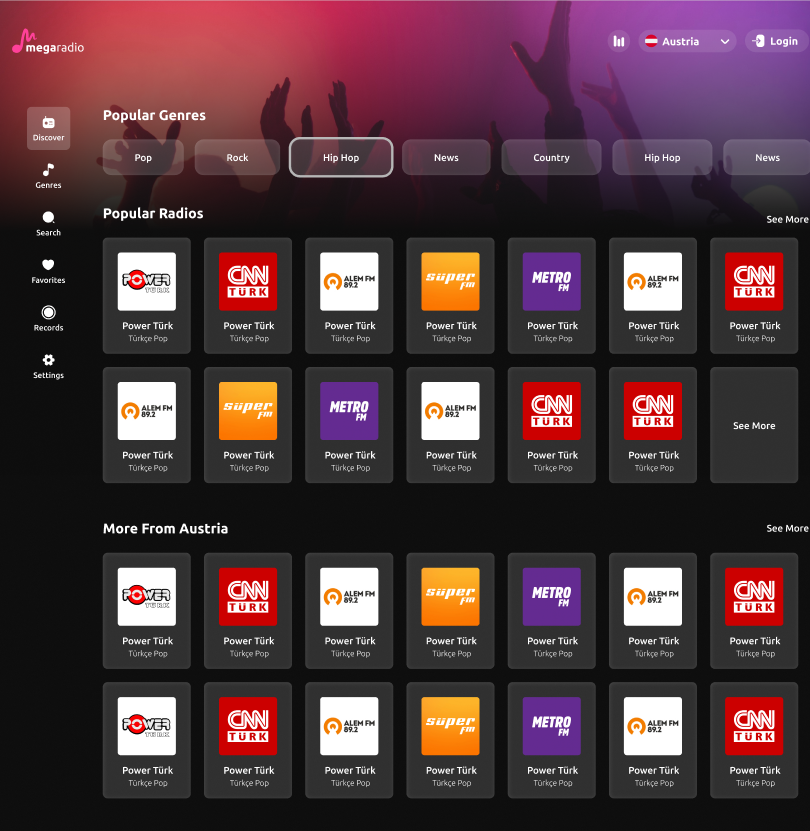 megaradio
Austria
Login
Popular Genres
Discover
Pop
Rock
Hip Hop
News
Country
Hip Hop
News
Genres
Search
Favorites
Records
Settings
Popular Radios
See More
POWER TÜRK
Power Türk
Türkçe Pop
CNN TÜRK
Power Türk
Türkçe Pop
ALEM FM 89.2
Power Türk
Türkçe Pop
süper fm
Power Türk
Türkçe Pop
METRO FM
Power Türk
Türkçe Pop
ALEM FM 89.2
Power Türk
Türkçe Pop
CNN TÜRK
Power Türk
Türkçe Pop
ALEM FM 89.2
Power Türk
Türkçe Pop
süper fm
Power Türk
Türkçe Pop
METRO FM
Power Türk
Türkçe Pop
ALEM FM 89.2
Power Türk
Türkçe Pop
CNN TÜRK
Power Türk
Türkçe Pop
CNN TÜRK
Power Türk
Türkçe Pop
See More
More From Austria
See More
POWER TÜRK
Power Türk
Türkçe Pop
CNN TÜRK
Power Türk
Türkçe Pop
ALEM FM 89.2
Power Türk
Türkçe Pop
süper fm
Power Türk
Türkçe Pop
METRO FM
Power Türk
Türkçe Pop
ALEM FM 89.2
Power Türk
Türkçe Pop
CNN TÜRK
Power Türk
Türkçe Pop
POWER TÜRK
Power Türk
Türkçe Pop
CNN TÜRK
Power Türk
Türkçe Pop
ALEM FM 89.2
Power Türk
Türkçe Pop
süper fm
Power Türk
Türkçe Pop
METRO FM
Power Türk
Türkçe Pop
ALEM FM 89.2
Power Türk
Türkçe Pop
CNN TÜRK
Power Türk
Türkçe Pop